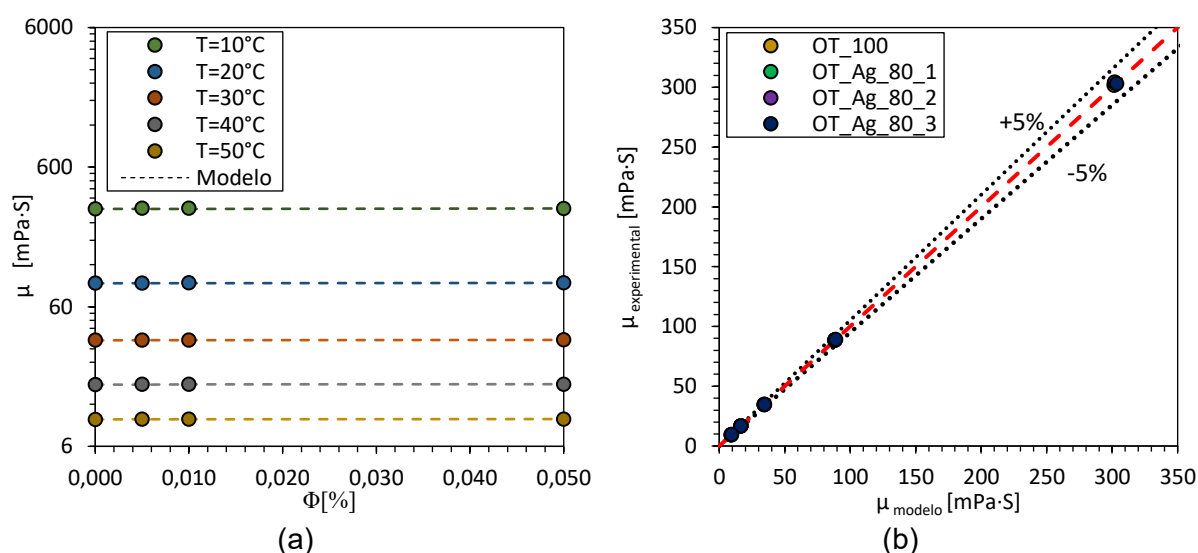 6000
600
60
6
μ [mPa·S]
T=10°C
T=20°C
T=30°C
T=40°C
T=50°C
Modelo
0,000 0,010 0,020 0,030 0,040 0,050
Φ[%]
(a)
350
300
250
200
150
100
50
0
μ experimental [mPa·S]
OT_100
OT_Ag_80_1
OT_Ag_80_2
OT_Ag_80_3
+5%
-5%
0 50 100 150 200 250 300 350
μ modelo [mPa·S]
(b)